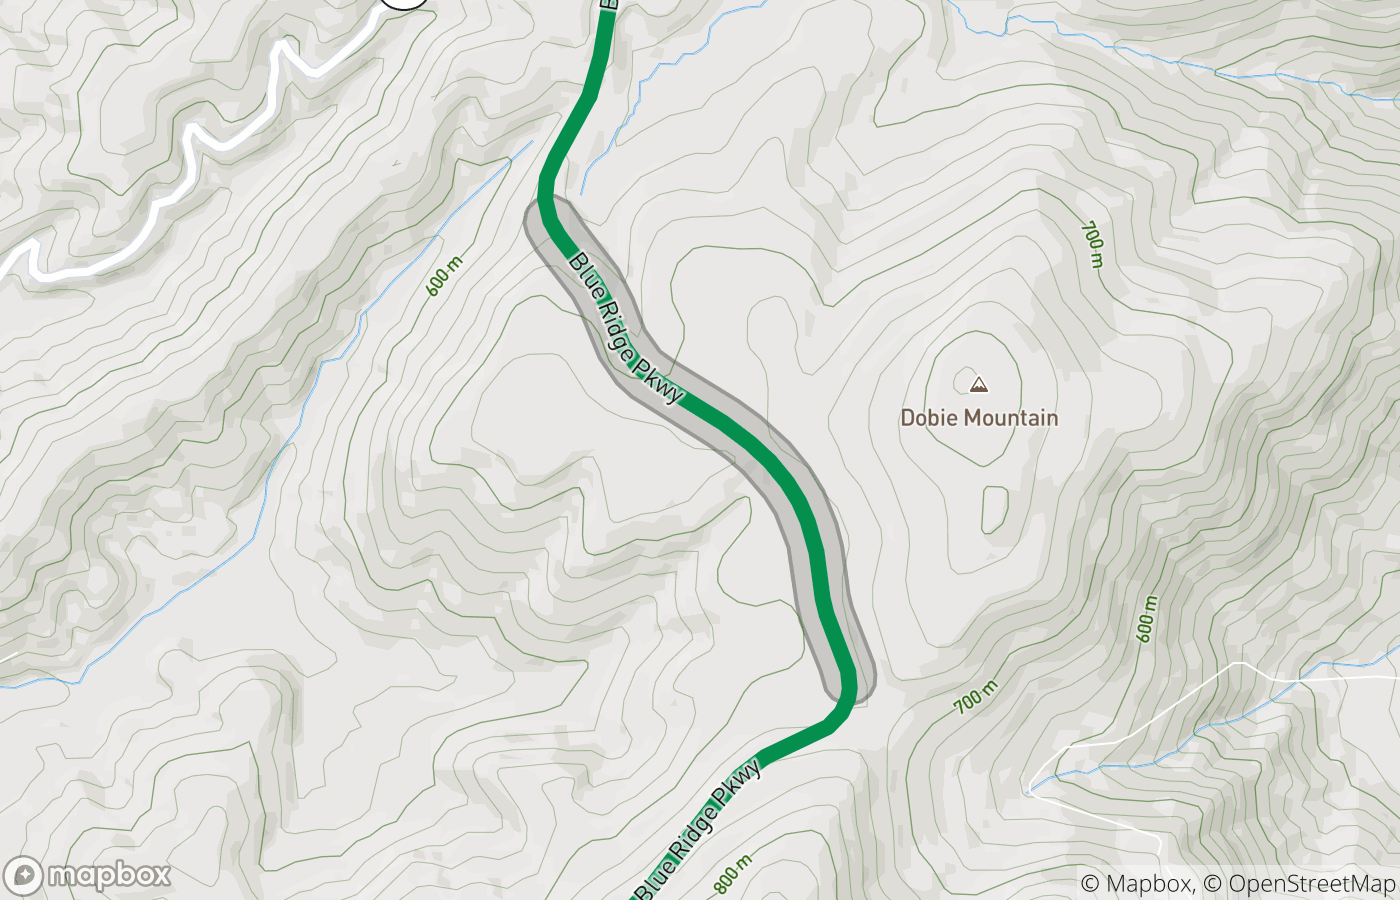 700 m
600 m
Blue Ridge Pkwy
Dobie Mountain
600 m
700 m
Blue Ridge Pkwy
800 m
mapbox
© Mapbox, © OpenStreetMap